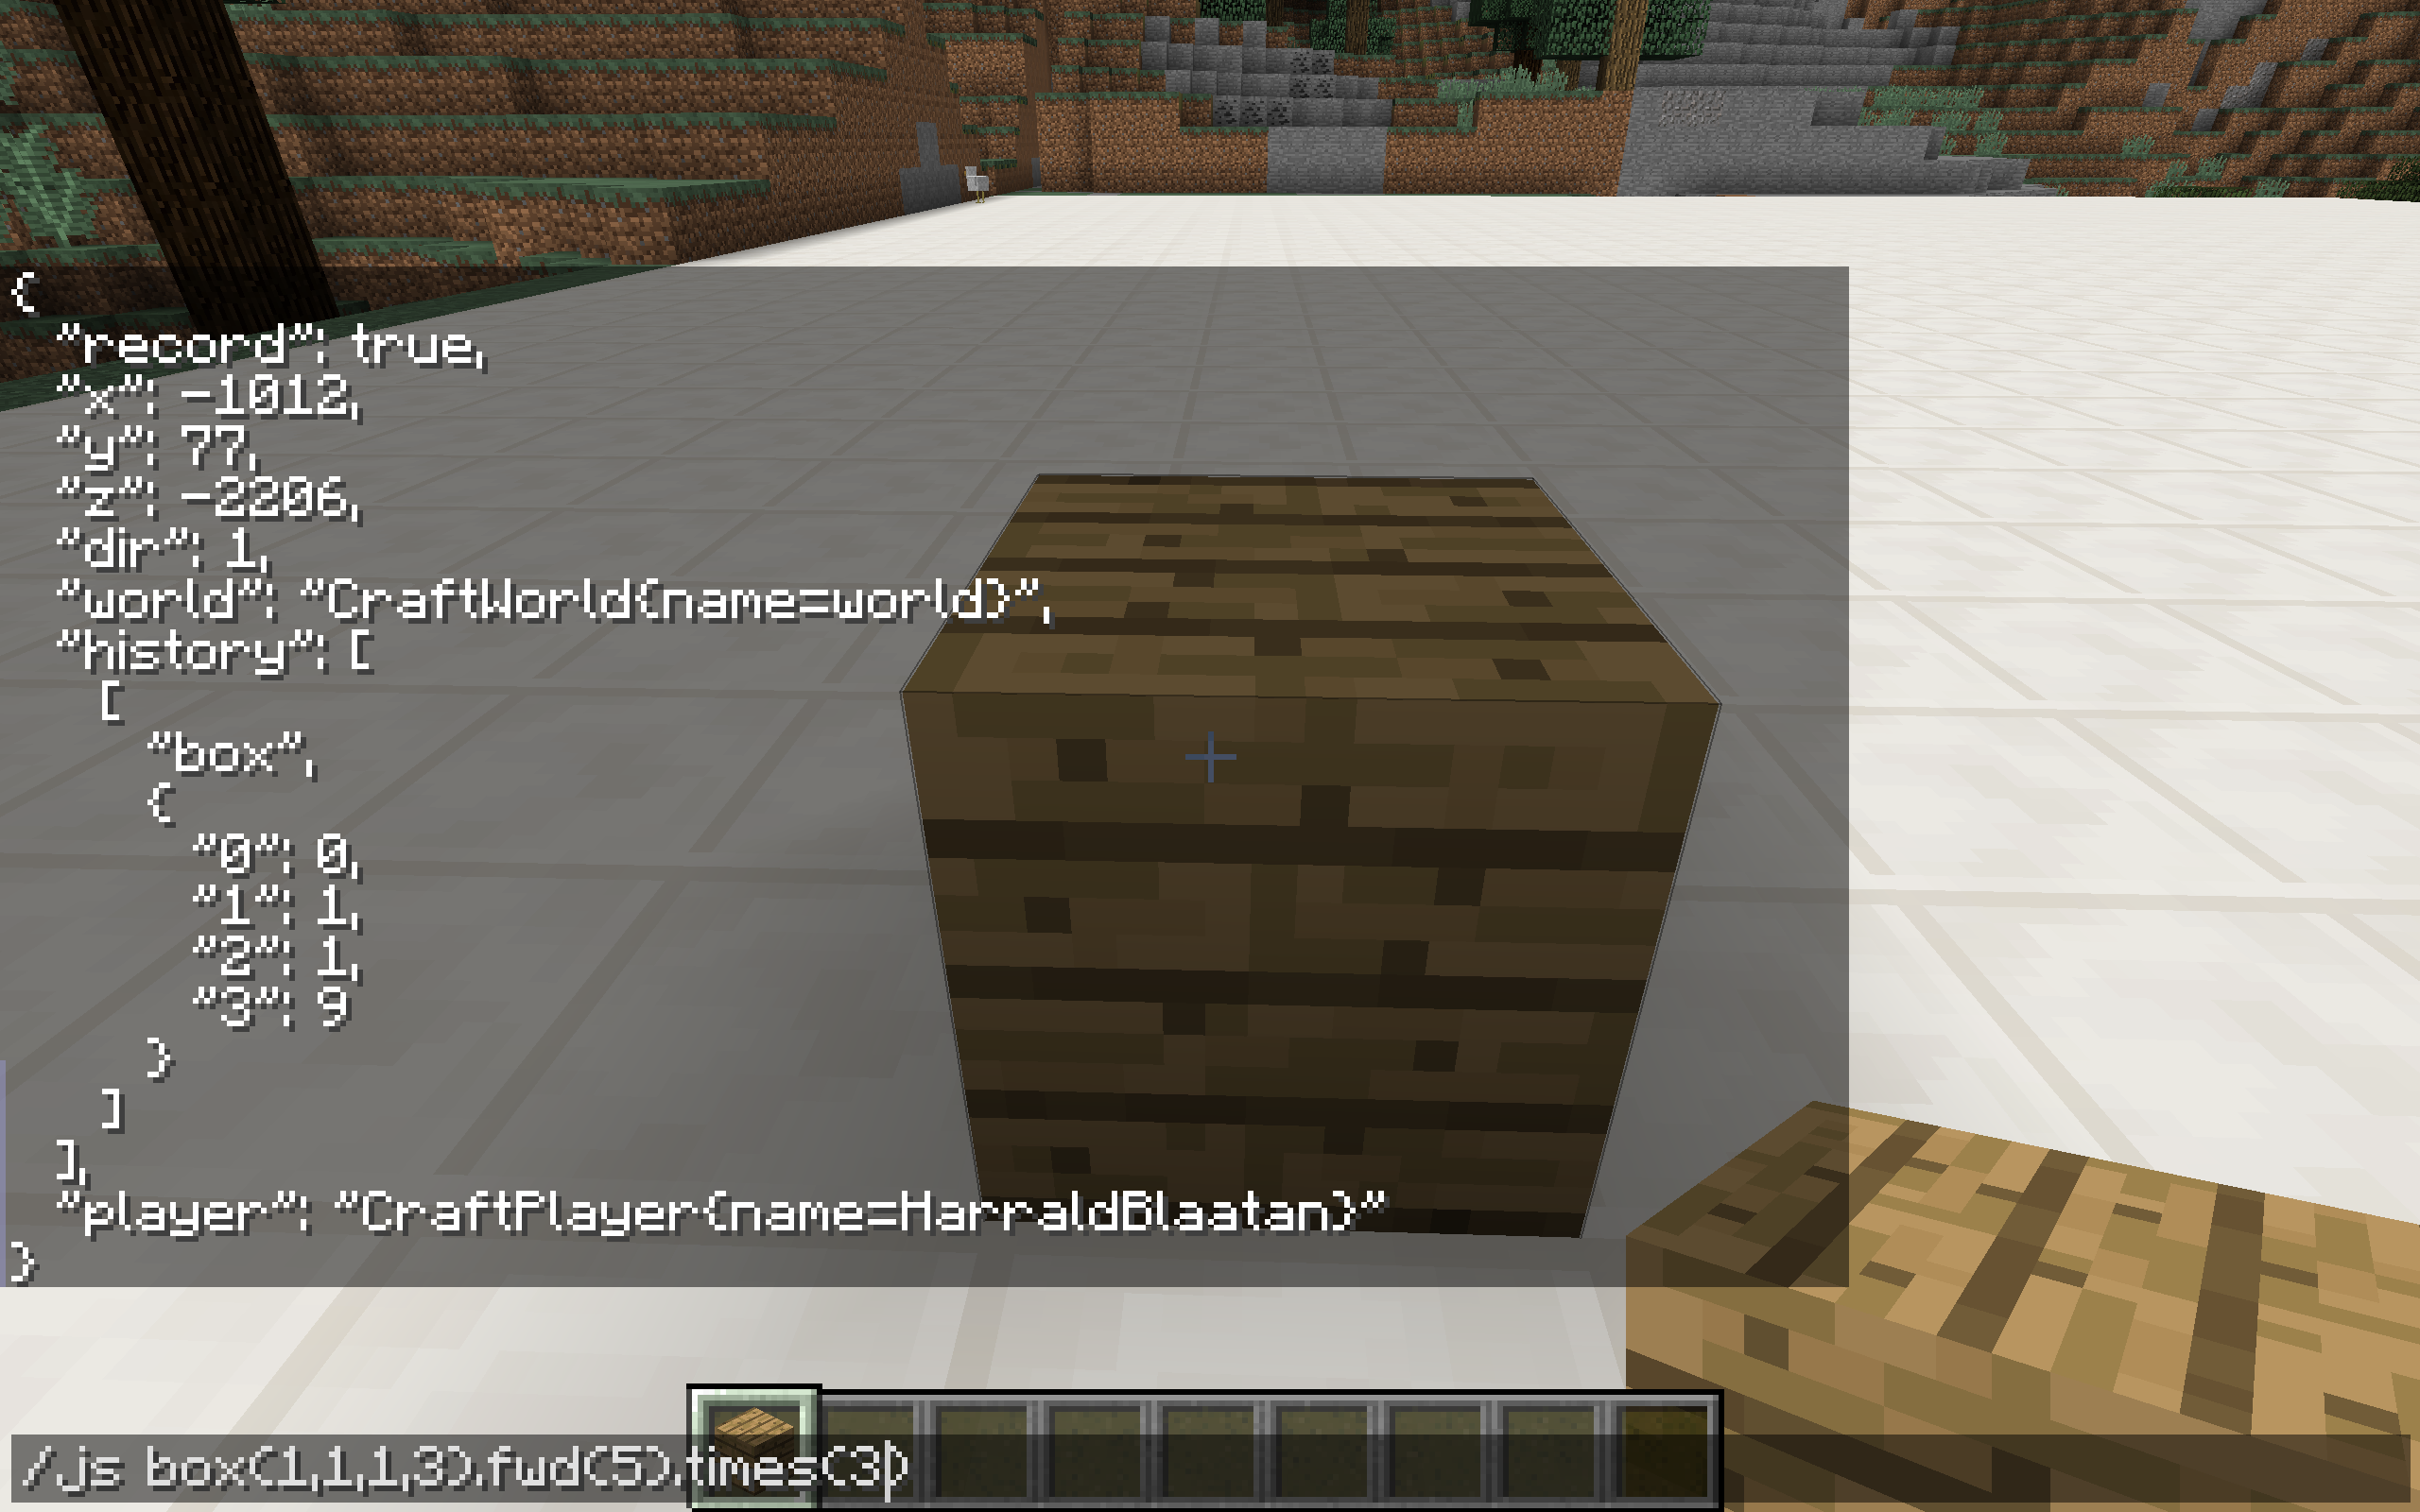 {
"record": true,
"x": -1012,
"y": 77,
"z": -2206,
"dir": 1,
"world": "CraftWorld{name=world}",
"history": [
[
"box",
{
"0": 0,
"1": 1,
"2": 1,
"3": 9
}
]
],
"player": "CraftPlayer{name=HarraldBlaatan}"
}
/js box(1,1,1,3).fwd(5).times(3)